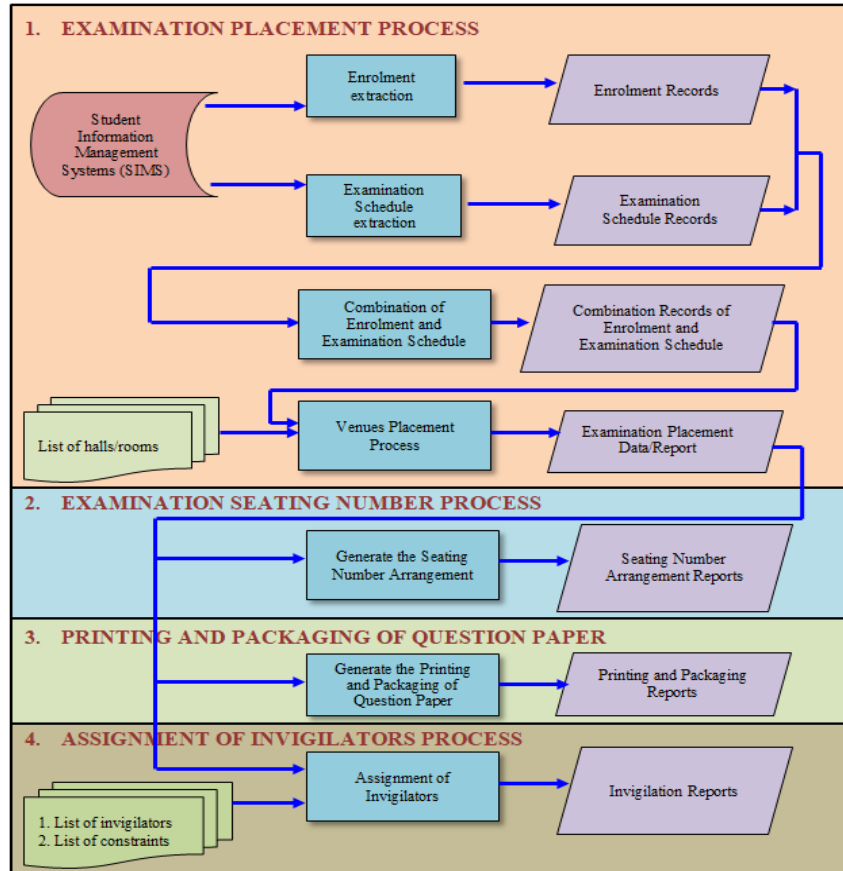 1. EXAMINATION PLACEMENT PROCESS
Student
Information
Management
Systems (SIMS)
Enrolment
extraction
Enrolment Records
Examination
Schedule
extraction
Examination
Schedule Records
Combination of
Enrolment and
Examination Schedule
Combination Records of
Enrolment and
Examination Schedule
List of halls/rooms
Venues Placement
Process
Examination Placement
Data/Report
2. EXAMINATION SEATING NUMBER PROCESS
Generate the Seating
Number Arrangement
Seating Number
Arrangement Reports
3. PRINTING AND PACKAGING OF QUESTION PAPER
Generate the Printing
and Packaging of
Question Paper
Printing and Packaging
Reports
4. ASSIGNMENT OF INVIGILATORS PROCESS
1. List of invigilators
2. List of constraints
Assignment of
Invigilators
Invigilation Reports